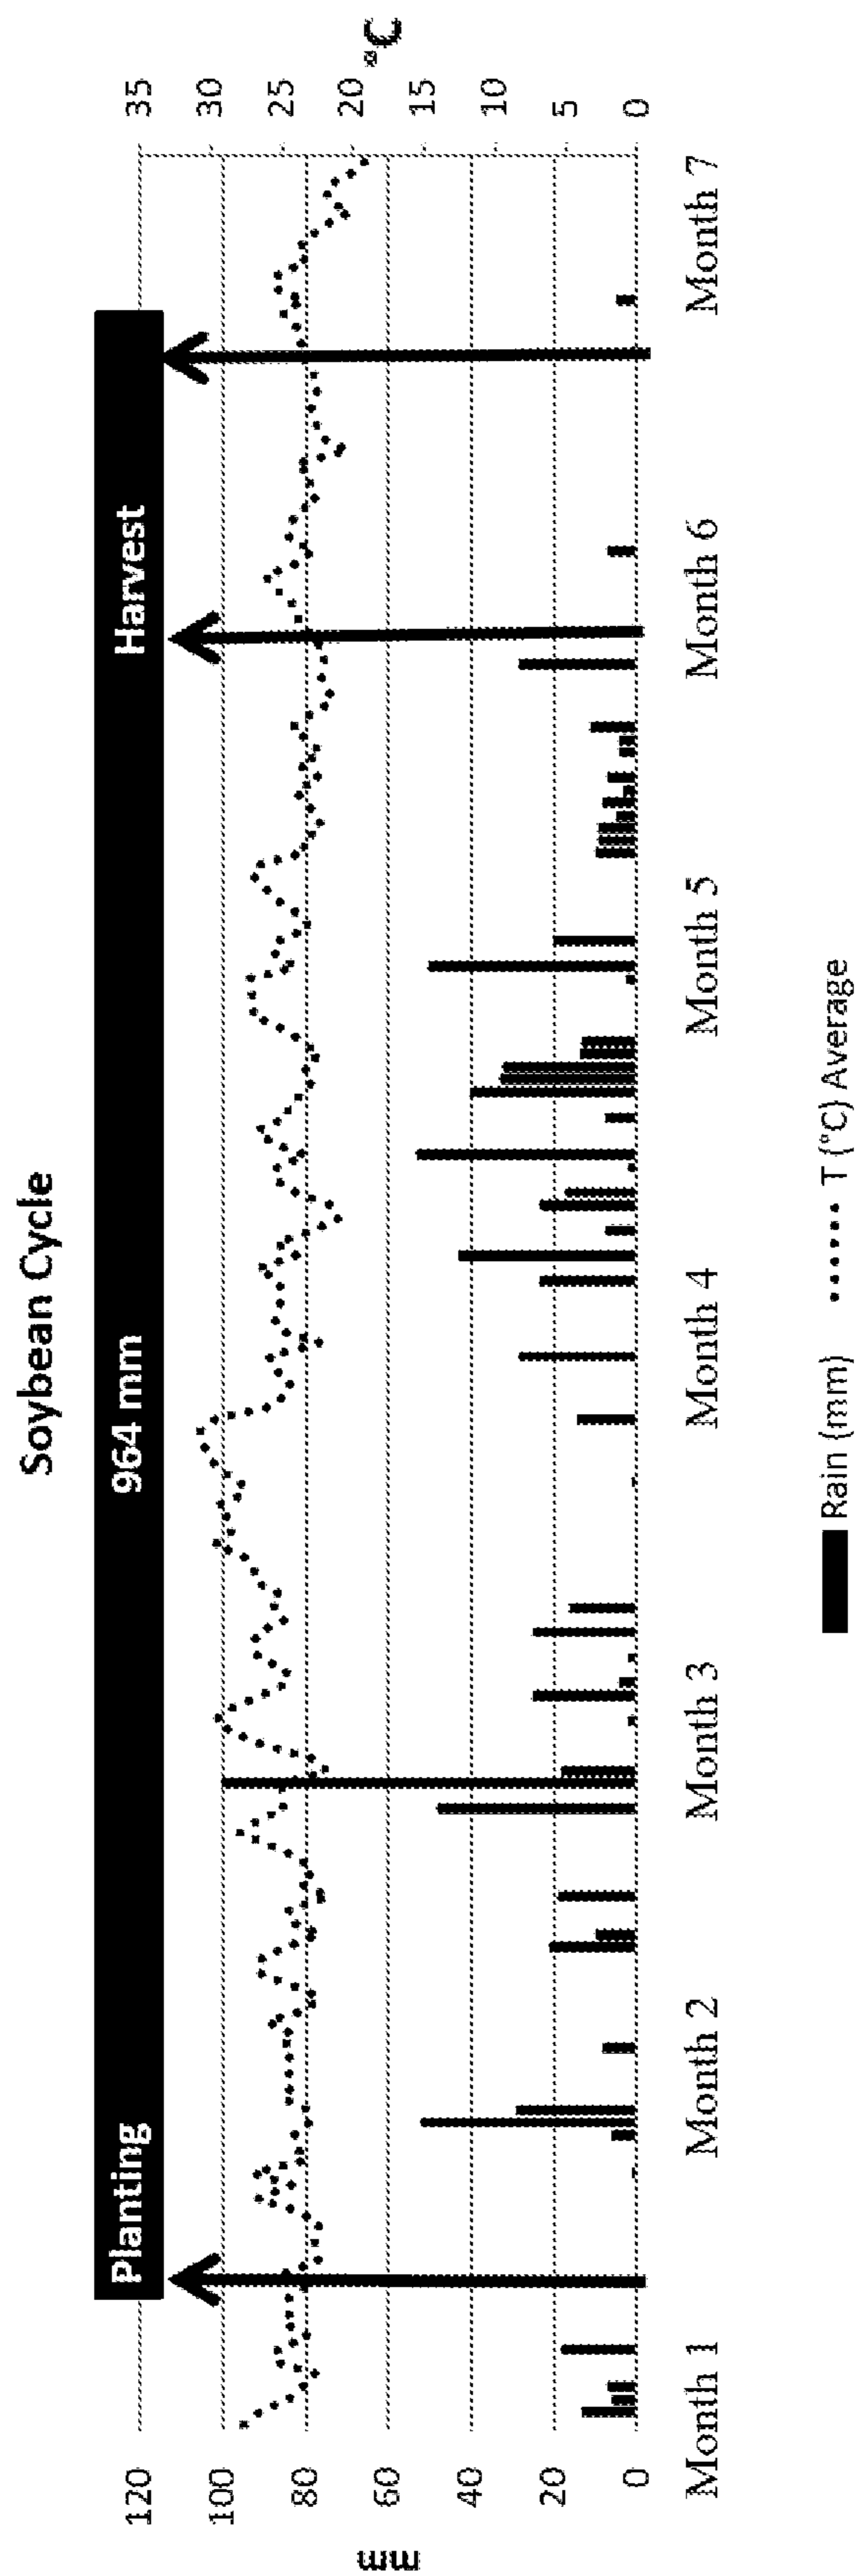 Soybean Cycle
Planting 964 mm Harvest
mm
120
100
80
60
40
20
0
°C
35
30
25
20
15
10
5
0
Month 1 Month 2 Month 3 Month 4 Month 5 Month 6 Month 7
Rain (mm) T (°C) Average